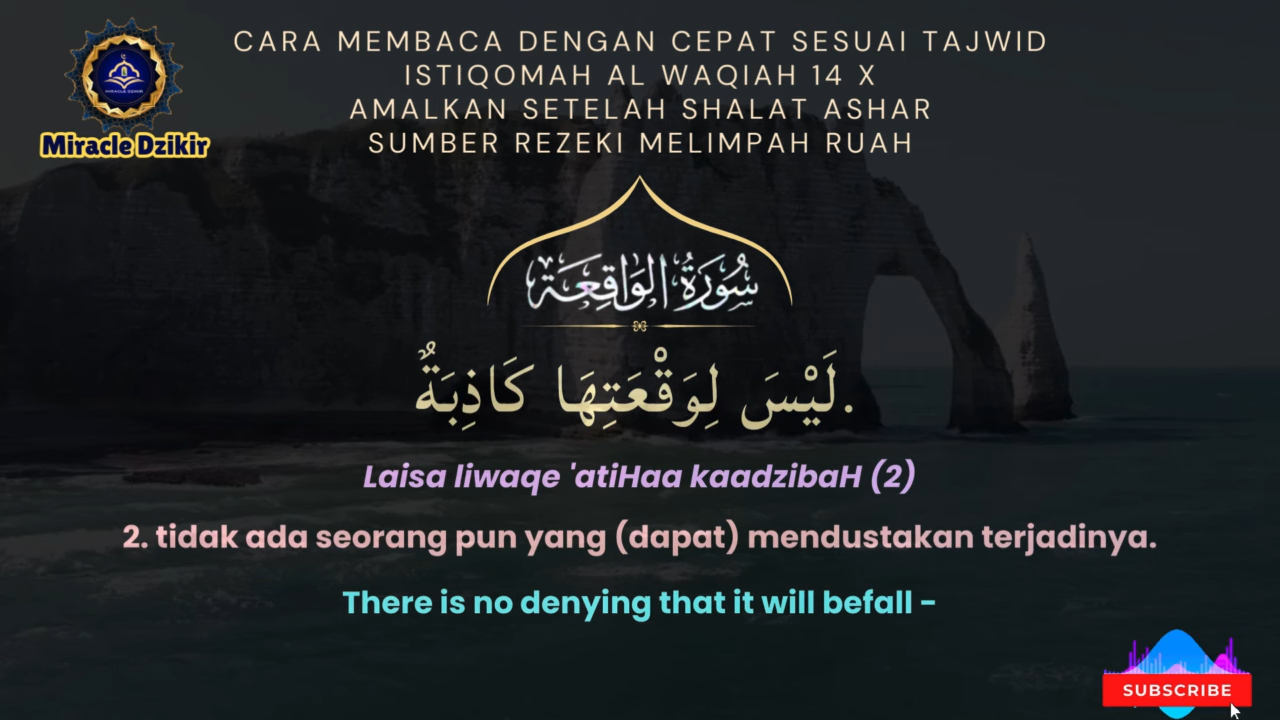 CARA MEMBACA DENGAN CEPAT SESUAI TAJWID
ISTIQOMAH AL WAQIAH 14 X
AMALKAN SETELAH SHALAT ASHAR
SUMBER REZEKI MELIMPAH RUAH
MIRACLE DZIKIR
Miracle Dzikir
سُورَةُ الوَاقِعَة
لَيْسَ لِوَقْعَتِهَا كَاذِبَةٌ.
Laisa liwaqe 'atiHaa kaadzibaH (2)
2. tidak ada seorang pun yang (dapat) mendustakan terjadinya.
There is no denying that it will befall -
SUBSCRIBE